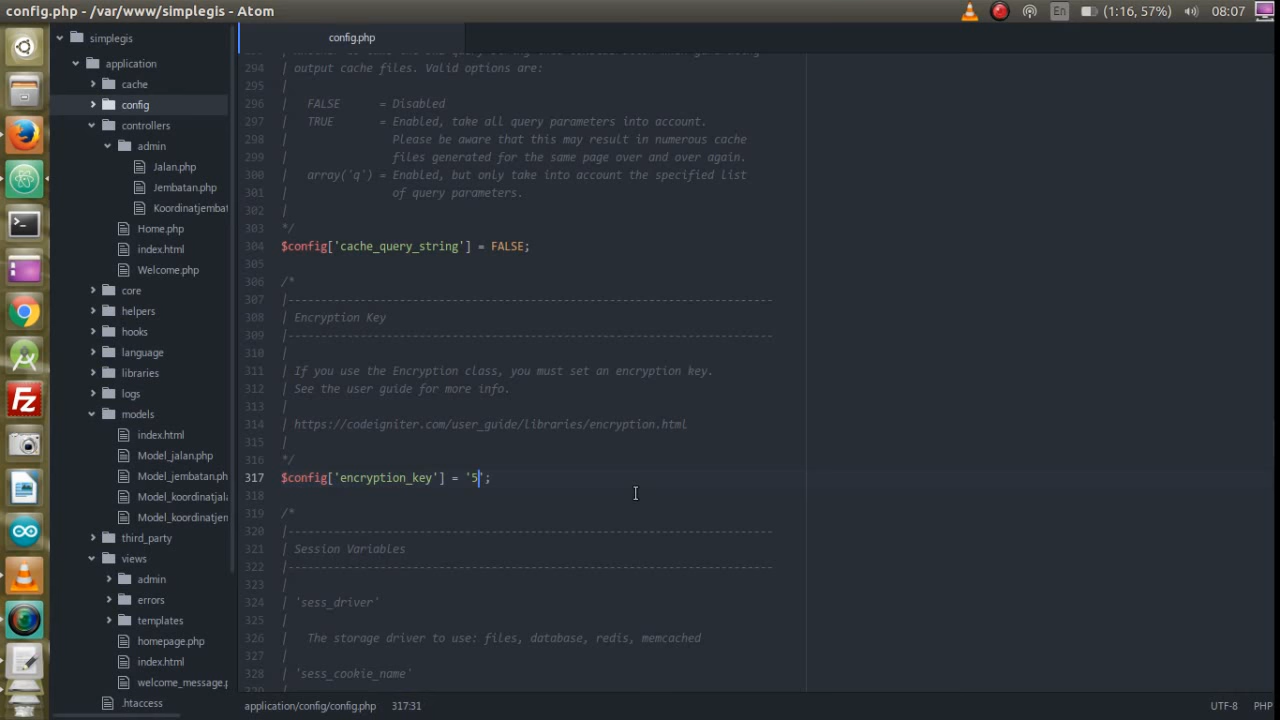 config.php - /var/www/simplegis - Atom
En
(1:16, 57%)
08:07
simplegis
application
cache
config
controllers
admin
Jalan.php
Jembatan.php
Koordinatjembat
Home.php
index.html
Welcome.php
core
helpers
hooks
language
libraries
logs
models
index.html
Model_jalan.php
Model_jembatan.ph
Model_koordinatjala
Model_koordinatjen
third_party
views
admin
errors
templates
homepage.php
index.html
welcome_message.p
.htaccess
config.php
294 | output cache files. Valid options are:
295 |
296 | FALSE = Disabled
297 | TRUE = Enabled, take all query parameters into account.
298 | Please be aware that this may result in numerous cache
299 | files generated for the same page over and over again.
300 | array('q') = Enabled, but only take into account the specified list
301 | of query parameters.
302 |
303 */
304 $config['cache_query_string'] = FALSE;
305
306 /*
307 |--------------------------------------------------------------------------
308 | Encryption Key
309 |--------------------------------------------------------------------------
310 |
311 | If you use the Encryption class, you must set an encryption key.
312 | See the user guide for more info.
313 |
314 | https://codeigniter.com/user_guide/libraries/encryption.html
315 |
316 */
317 $config['encryption_key'] = '5';
318
319 /*
320 |--------------------------------------------------------------------------
321 | Session Variables
322 |--------------------------------------------------------------------------
323 |
324 | 'sess_driver'
325 |
326 | The storage driver to use: files, database, redis, memcached
327 |
328 | 'sess_cookie_name'
application/config/config.php 317:31
UTF-8 PHP